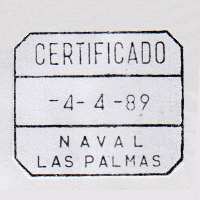 CERTIFICADO
-4-4-89
NAVAL
LAS PALMAS